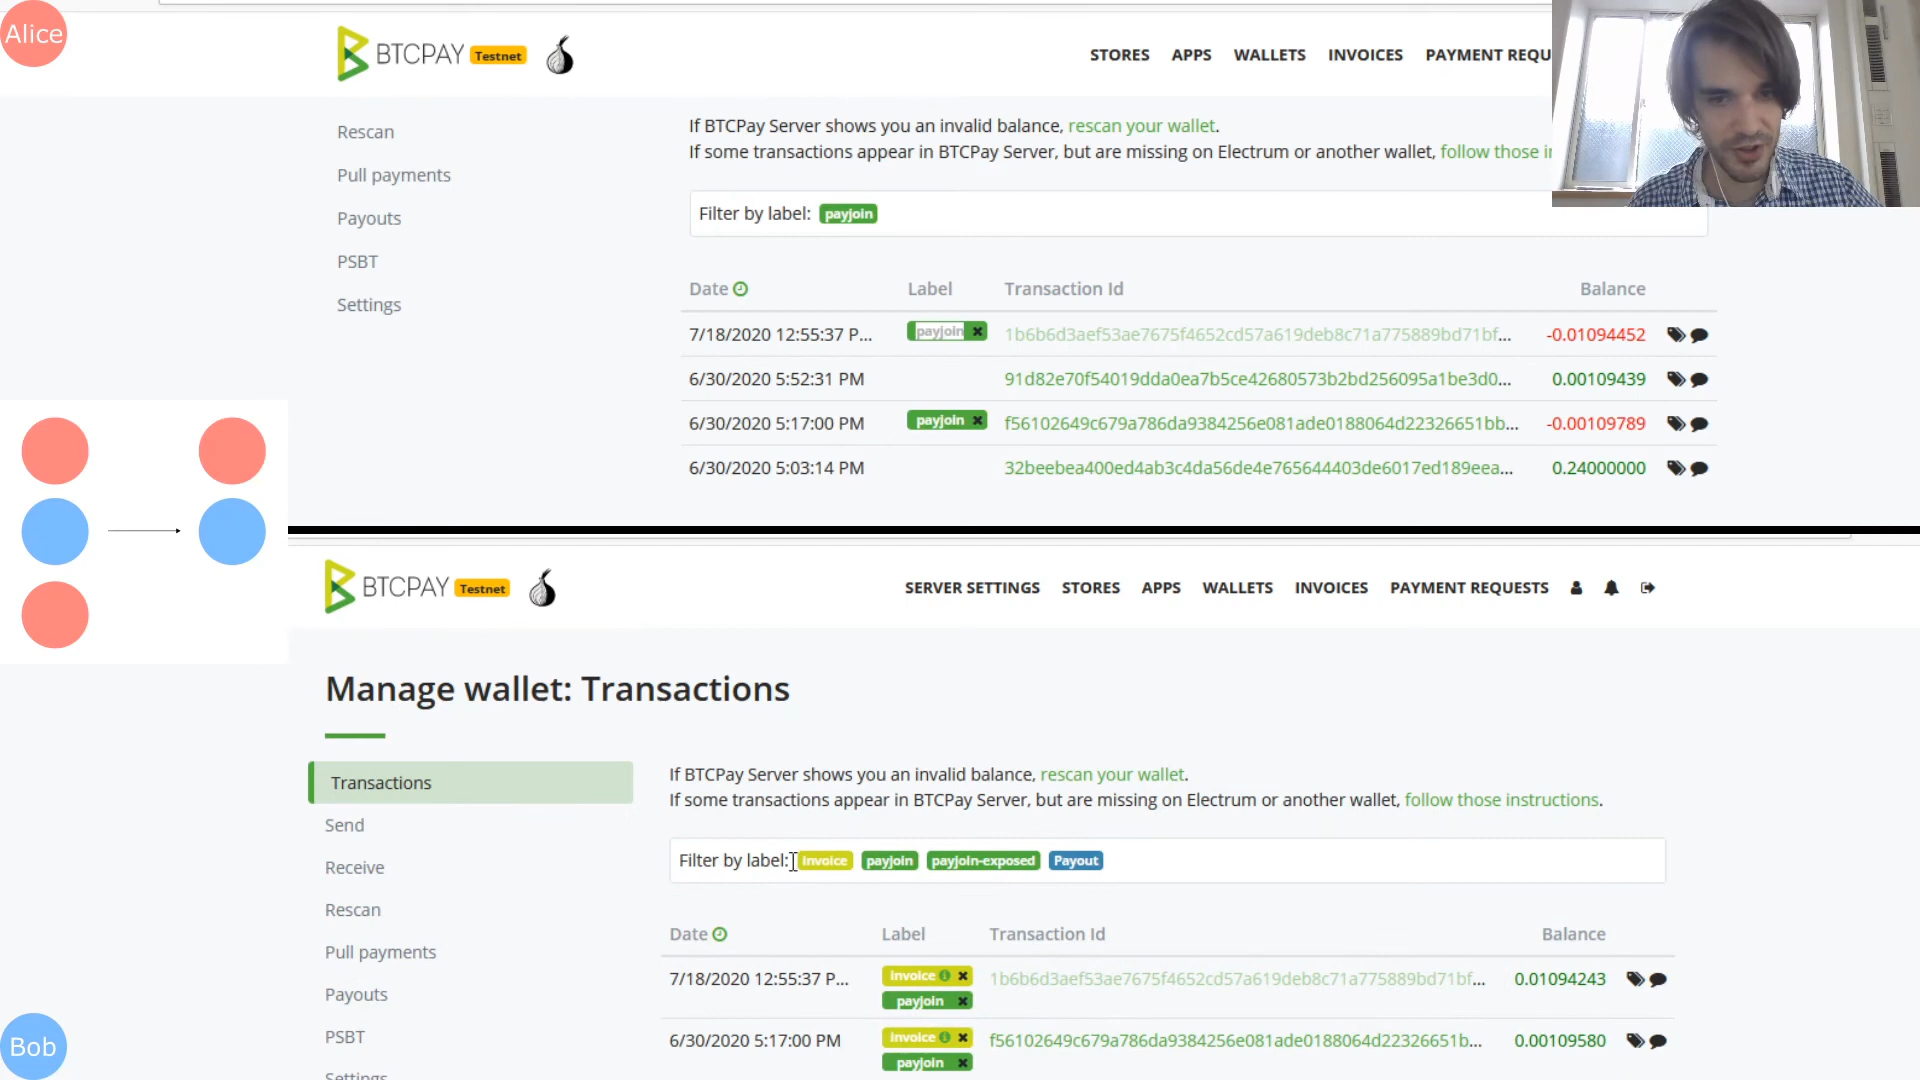 Alice
BTCPAY Testnet
STORES APPS WALLETS INVOICES PAYMENT REQU
Rescan
Pull payments
Payouts
PSBT
Settings
If BTCPay Server shows you an invalid balance, rescan your wallet.
If some transactions appear in BTCPay Server, but are missing on Electrum or another wallet, follow those i
Filter by label: payjoin
Date Label Transaction Id Balance
7/18/2020 12:55:37 P... payjoin 1b6b6d3aef53ae7675f4652cd57a619deb8c71a775889bd71bf... -0.01094452
6/30/2020 5:52:31 PM 91d82e70f54019dda0ea7b5ce42680573b2bd256095a1be3d0... 0.00109439
6/30/2020 5:17:00 PM payjoin f56102649c679a786da9384256e081ade0188064d22326651bb... -0.00109789
6/30/2020 5:03:14 PM 32beebea400ed4ab3c4da56de4e765644403de6017ed189eea... 0.24000000
BTCPAY Testnet
SERVER SETTINGS STORES APPS WALLETS INVOICES PAYMENT REQUESTS
Manage wallet: Transactions
Transactions
Send
Receive
Rescan
Pull payments
Payouts
PSBT
Settings
If BTCPay Server shows you an invalid balance, rescan your wallet.
If some transactions appear in BTCPay Server, but are missing on Electrum or another wallet, follow those instructions.
Filter by label: invoice payjoin payjoin-exposed Payout
Date Label Transaction Id Balance
7/18/2020 12:55:37 P... invoice payjoin 1b6b6d3aef53ae7675f4652cd57a619deb8c71a775889bd71bf... 0.01094243
6/30/2020 5:17:00 PM invoice payjoin f56102649c679a786da9384256e081ade0188064d22326651b... 0.00109580
Bob